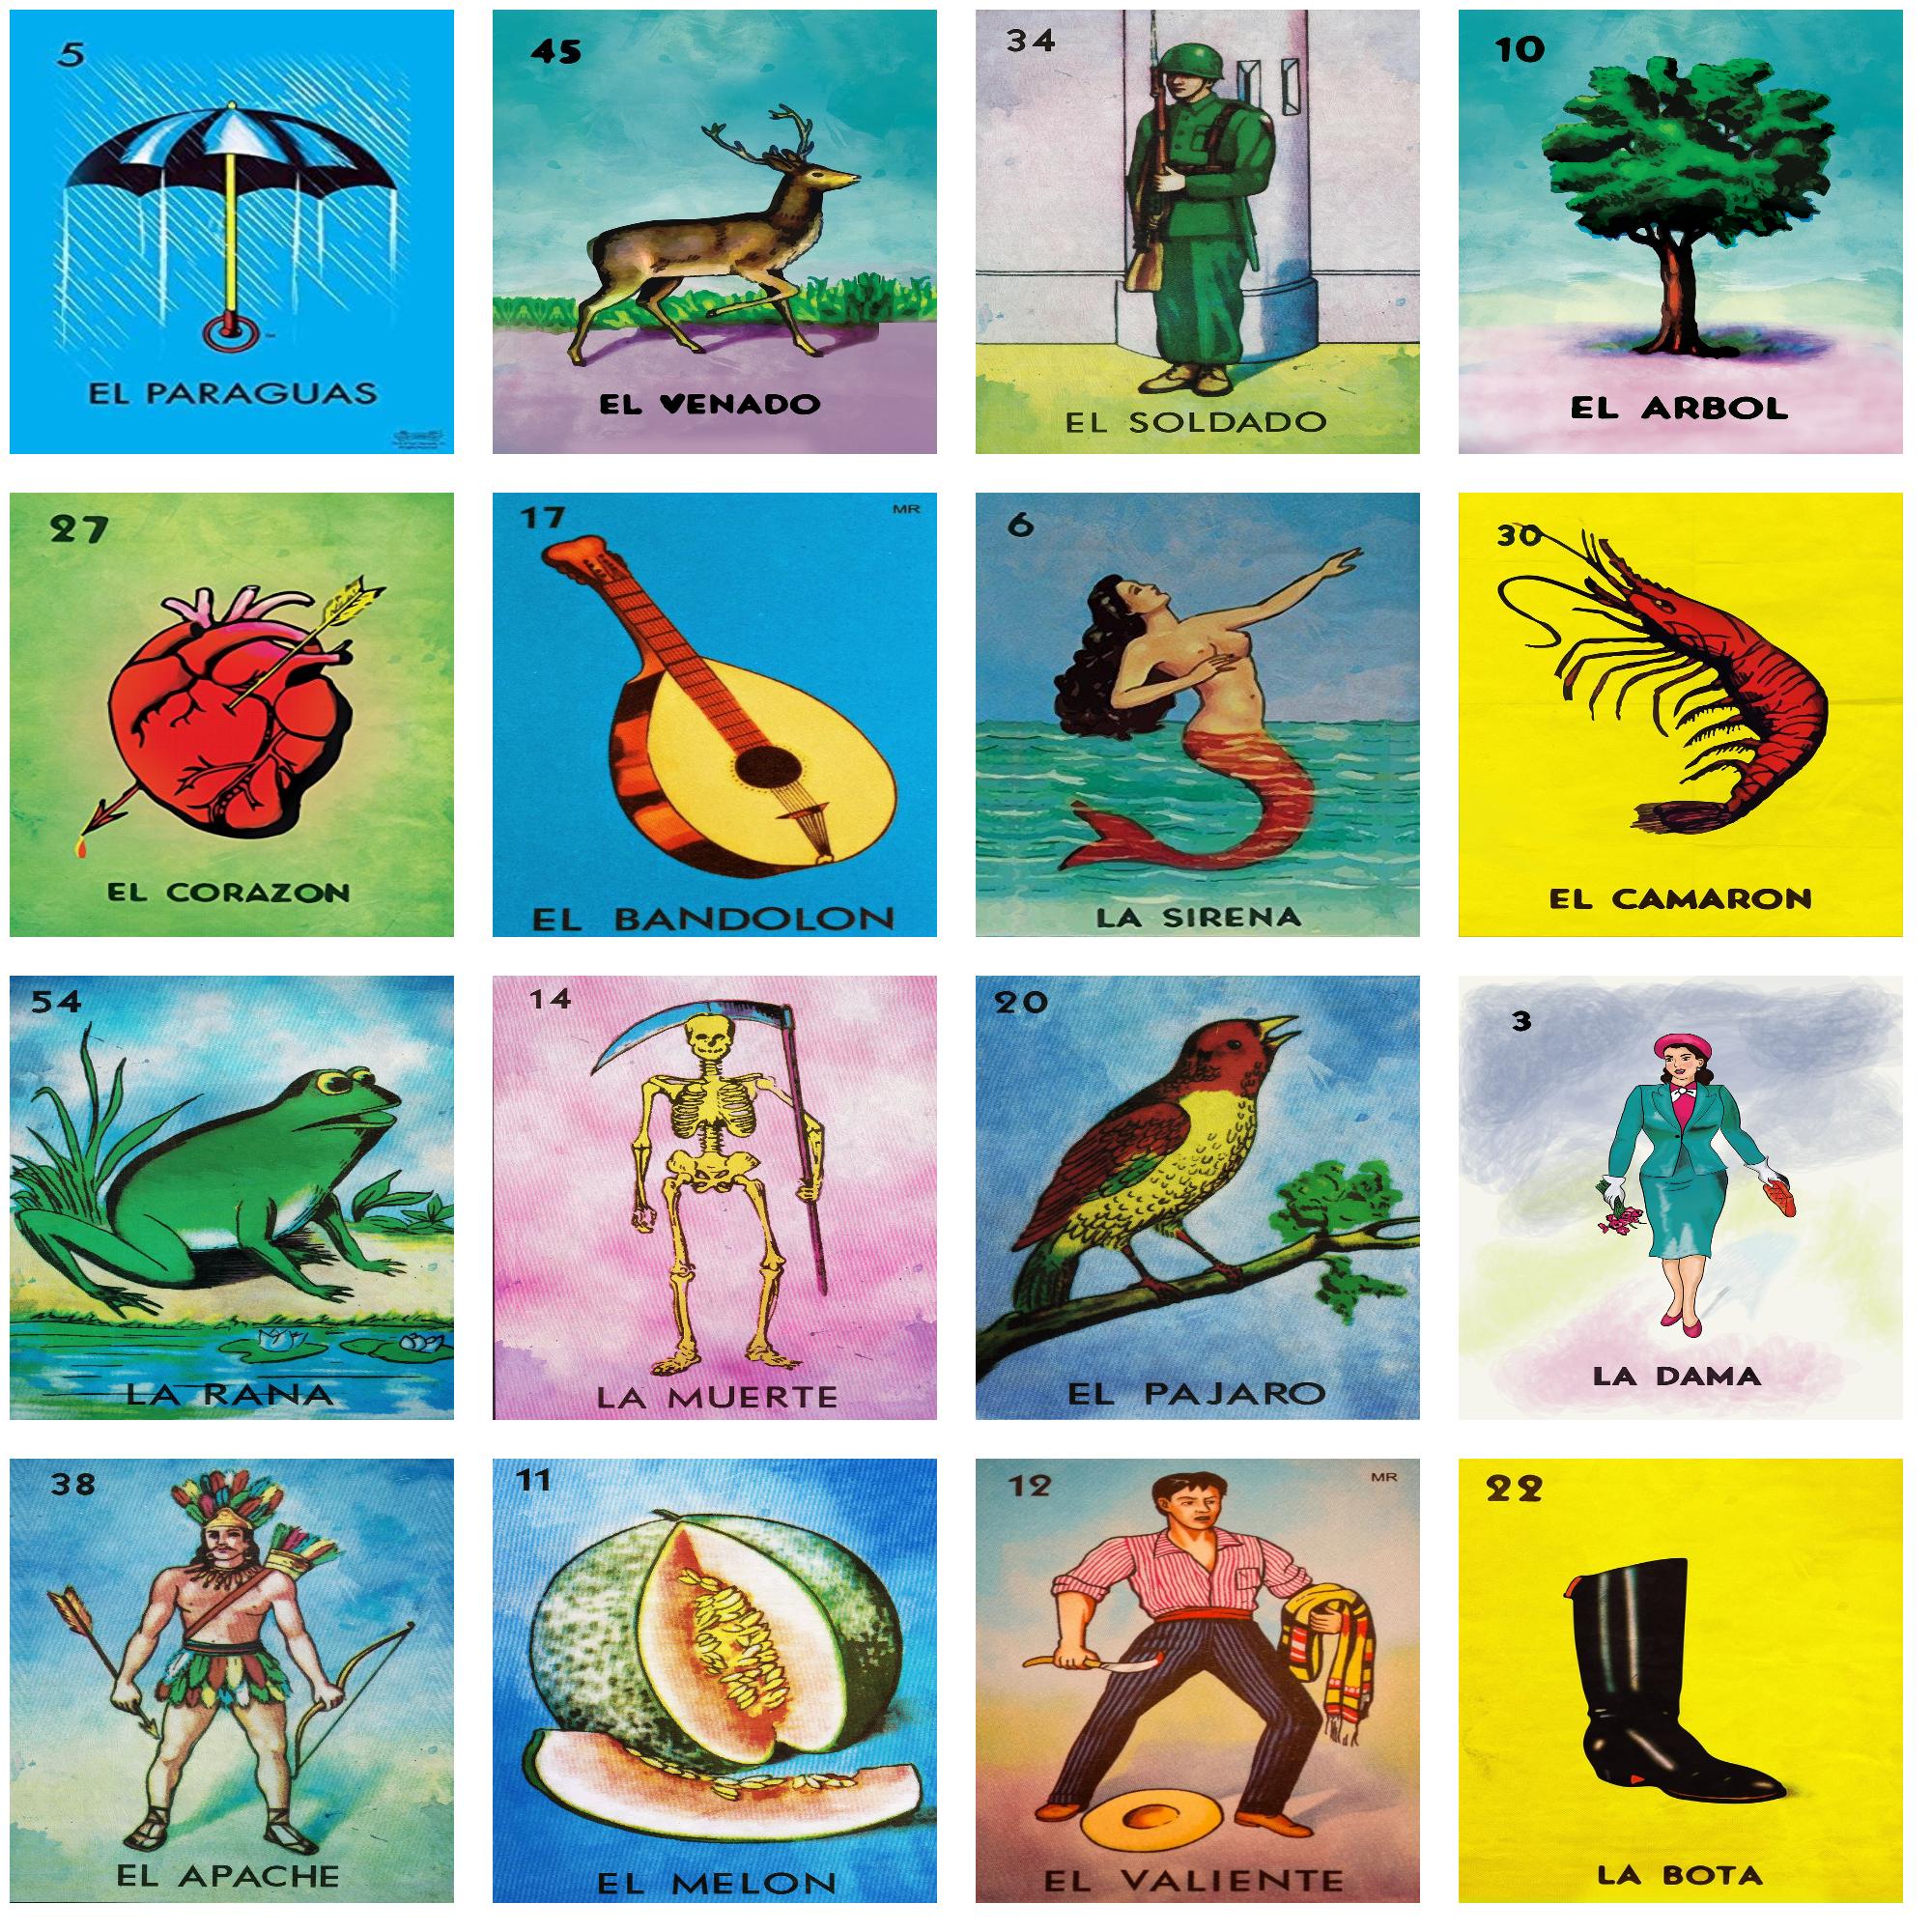 5
EL PARAGUAS
45
EL VENADO
34
EL SOLDADO
10
EL ARBOL
27
EL CORAZON
17
MR
EL BANDOLON
6
LA SIRENA
30
EL CAMARON
54
LA RANA
14
LA MUERTE
20
EL PAJARO
3
LA DAMA
38
EL APACHE
11
EL MELON
12
MR
EL VALIENTE
22
LA BOTA